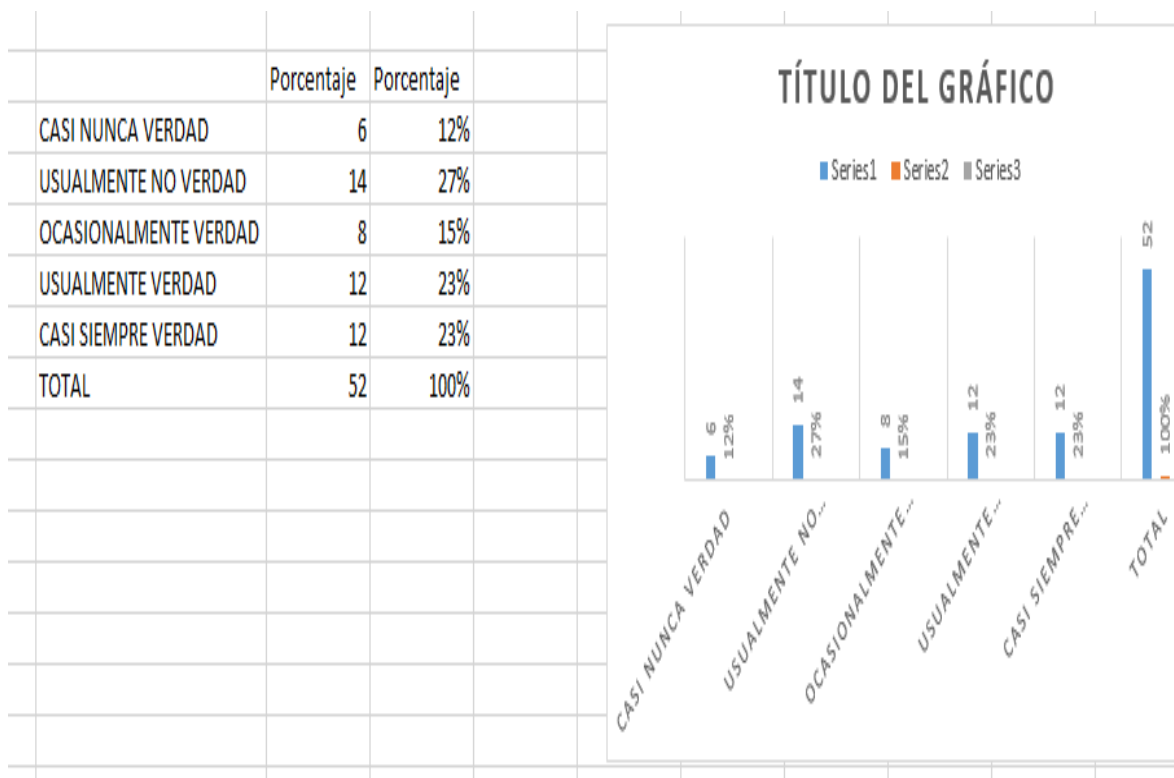 Porcentaje Porcentaje
CASI NUNCA VERDAD 6 12%
USUALMENTE NO VERDAD 14 27%
OCASIONALMENTE VERDAD 8 15%
USUALMENTE VERDAD 12 23%
CASI SIEMPRE VERDAD 12 23%
TOTAL 52 100%
TÍTULO DEL GRÁFICO
Series1 Series2 Series3
6 12%
14 27%
8 15%
12 23%
12 23%
52 100%
CASI NUNCA VERDAD
USUALMENTE NO...
OCASIONALMENTE...
USUALMENTE...
CASI SIEMPRE...
TOTAL